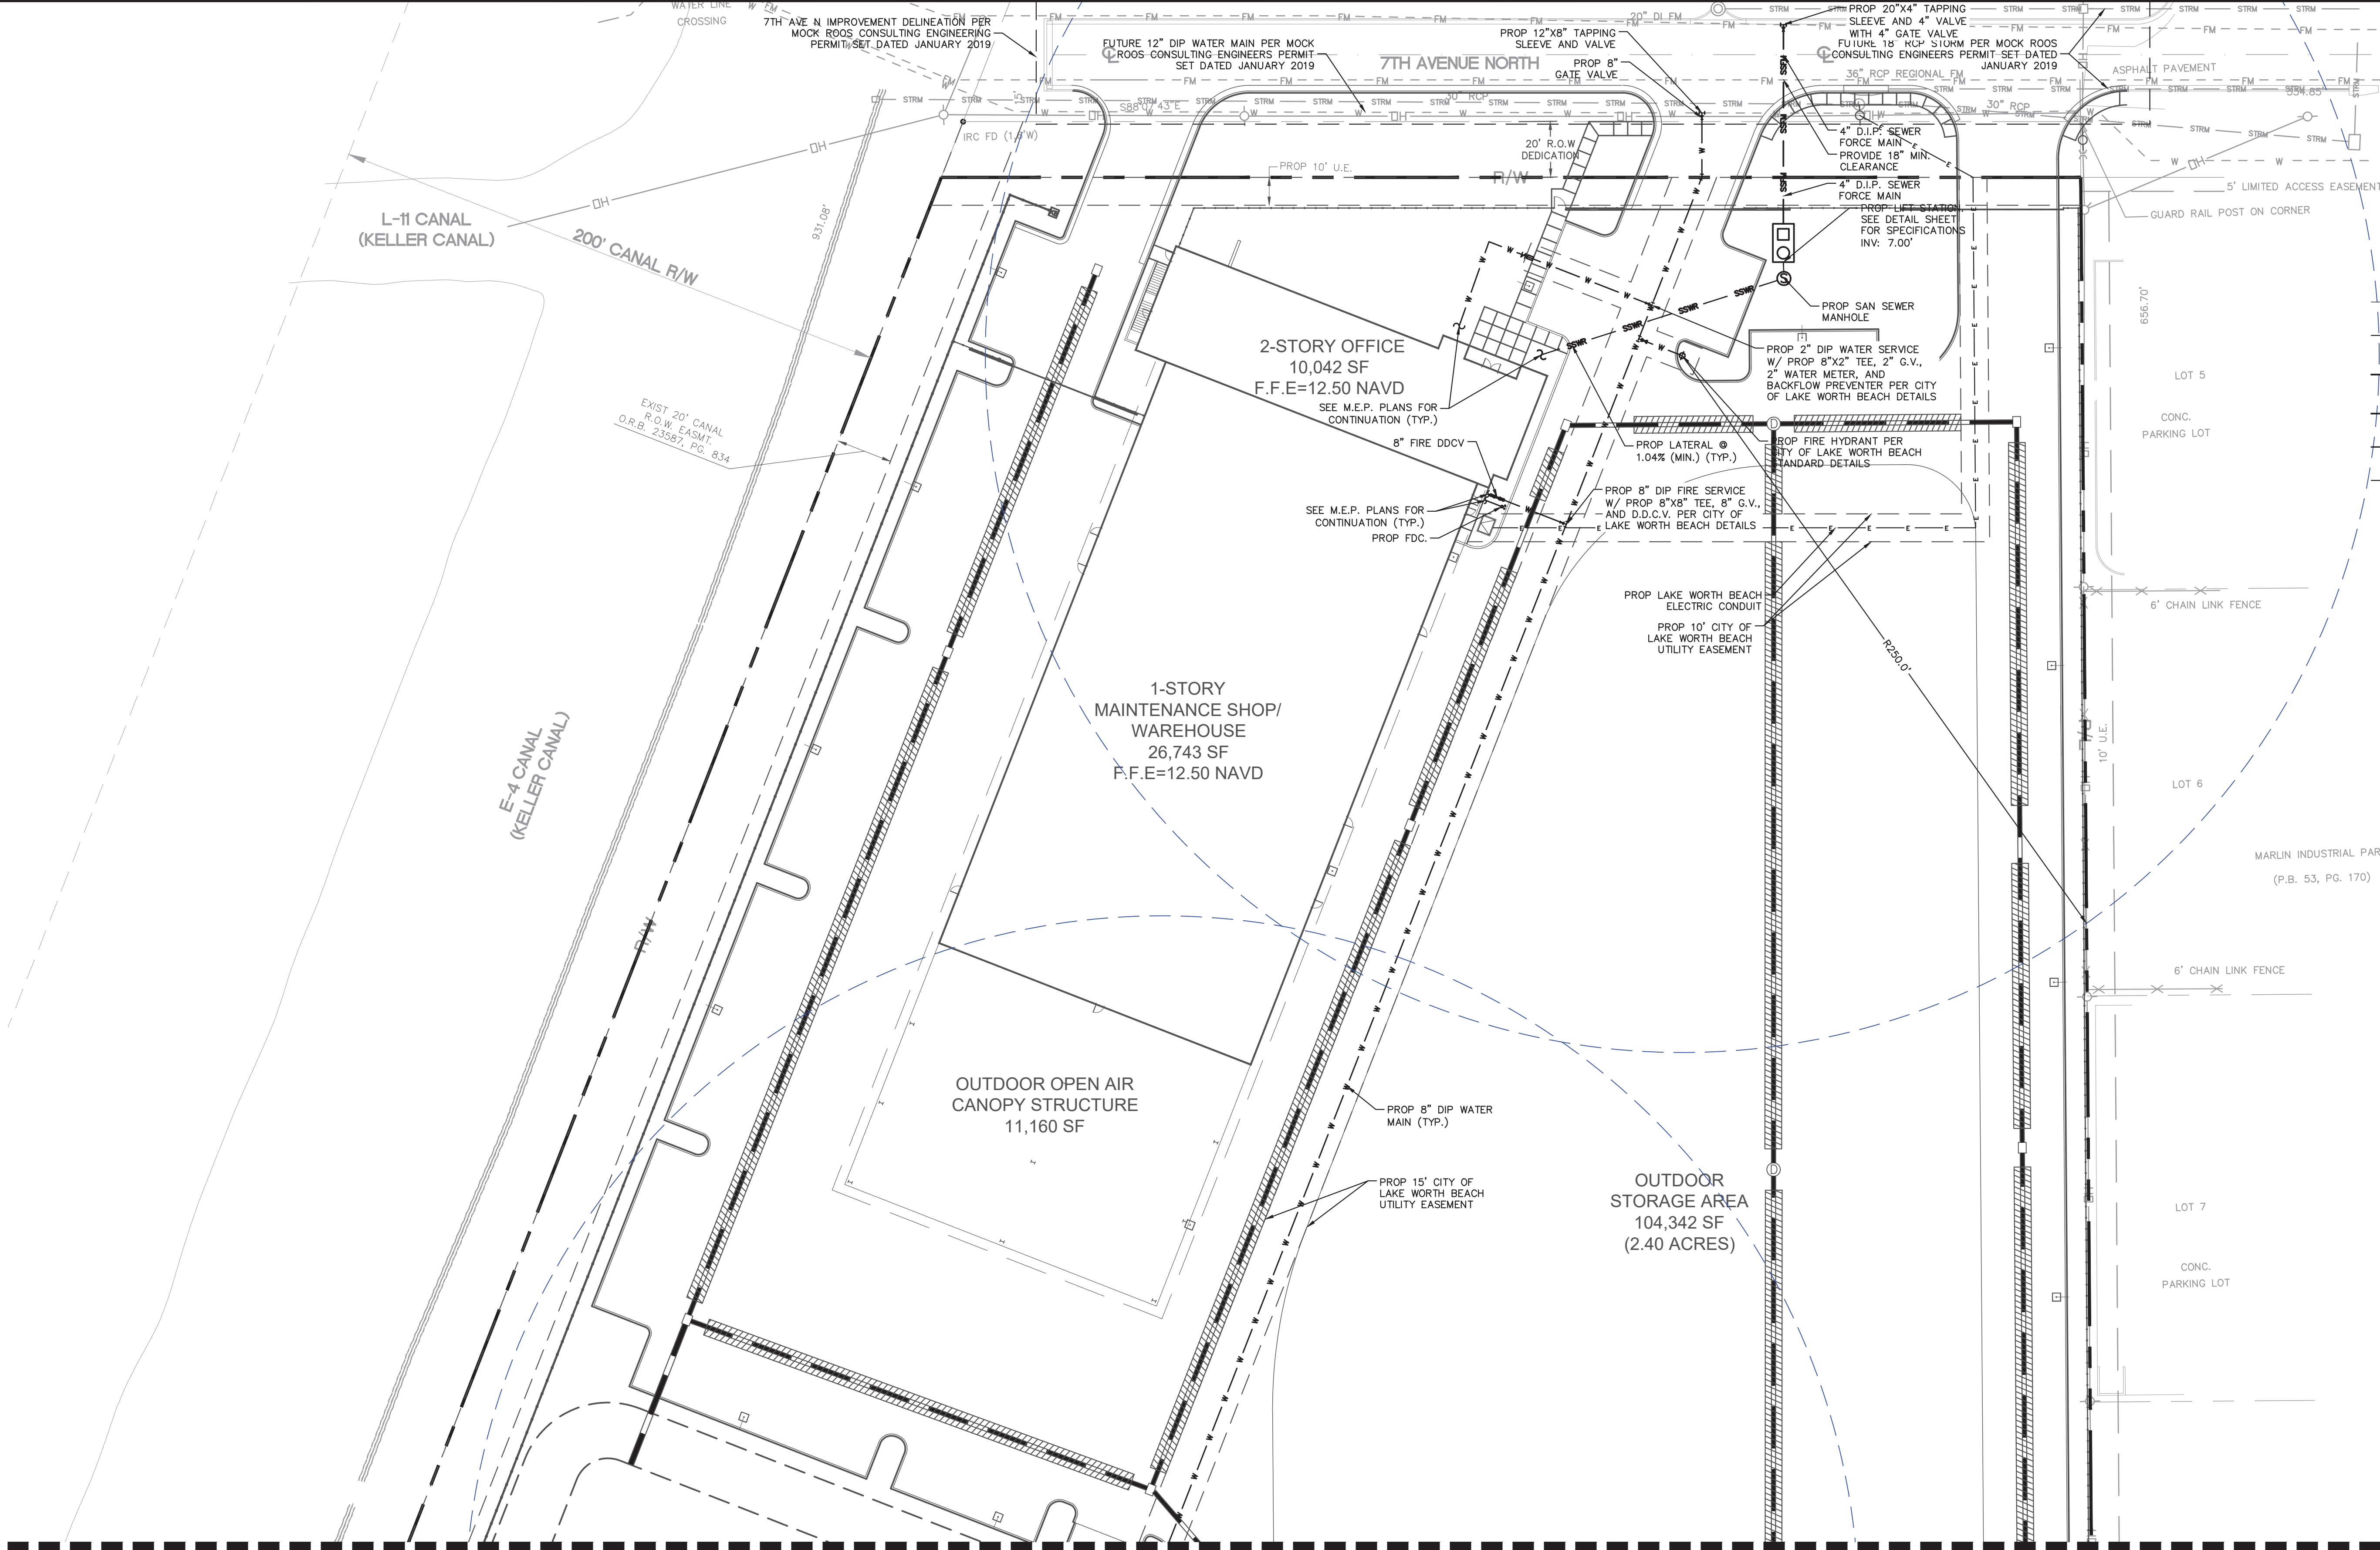 WATER LINE
CROSSING
7TH AVE N IMPROVEMENT DELINEATION PER
MOCK ROOS CONSULTING ENGINEERING
PERMIT SET DATED JANUARY 2019
FUTURE 12" DIP WATER MAIN PER MOCK
ROOS CONSULTING ENGINEERS PERMIT
SET DATED JANUARY 2019
7TH AVENUE NORTH
PROP 12"X8" TAPPING
SLEEVE AND VALVE
PROP 8"
GATE VALVE
20" DI FM
PROP 20"X4" TAPPING
SLEEVE AND 4" VALVE
WITH 4" GATE VALVE
FUTURE 18" RCP STORM PER MOCK ROOS
CONSULTING ENGINEERS PERMIT SET DATED
JANUARY 2019
36" RCP REGIONAL FM
ASPHALT PAVEMENT
30" RCP
30" RCP
S88°07'43"E
15'
IRC FD (1.8'W)
20' R.O.W
DEDICATION
PROP 10' U.E.
R/W
4" D.I.P. SEWER
FORCE MAIN
PROVIDE 18" MIN.
CLEARANCE
4" D.I.P. SEWER
FORCE MAIN
PROP LIFT STATION,
SEE DETAIL SHEET
FOR SPECIFICATIONS
INV: 7.00'
5' LIMITED ACCESS EASEMENT
GUARD RAIL POST ON CORNER
L-11 CANAL
(KELLER CANAL)
200' CANAL R/W
931.08'
656.70'
PROP SAN SEWER
MANHOLE
2-STORY OFFICE
10,042 SF
F.F.E=12.50 NAVD
PROP 2" DIP WATER SERVICE
W/ PROP 8"X2" TEE, 2" G.V.,
2" WATER METER, AND
BACKFLOW PREVENTER PER CITY
OF LAKE WORTH BEACH DETAILS
LOT 5
CONC.
PARKING LOT
EXIST 20' CANAL
R.O.W. EASMT.
O.R.B. 23587, PG. 834
SEE M.E.P. PLANS FOR
CONTINUATION (TYP.)
8" FIRE DDCV
PROP LATERAL @
1.04% (MIN.) (TYP.)
PROP FIRE HYDRANT PER
CITY OF LAKE WORTH BEACH
STANDARD DETAILS
SEE M.E.P. PLANS FOR
CONTINUATION (TYP.)
PROP FDC.
PROP 8" DIP FIRE SERVICE
W/ PROP 8"X8" TEE, 8" G.V.,
AND D.D.C.V. PER CITY OF
LAKE WORTH BEACH DETAILS
PROP LAKE WORTH BEACH
ELECTRIC CONDUIT
PROP 10' CITY OF
LAKE WORTH BEACH
UTILITY EASEMENT
R250.0'
6' CHAIN LINK FENCE
1-STORY
MAINTENANCE SHOP/
WAREHOUSE
26,743 SF
F.F.E=12.50 NAVD
E-4 CANAL
(KELLER CANAL)
10' U.E.
LOT 6
MARLIN INDUSTRIAL PAR
(P.B. 53, PG. 170)
R/W
6' CHAIN LINK FENCE
OUTDOOR OPEN AIR
CANOPY STRUCTURE
11,160 SF
PROP 8" DIP WATER
MAIN (TYP.)
PROP 15' CITY OF
LAKE WORTH BEACH
UTILITY EASEMENT
OUTDOOR
STORAGE AREA
104,342 SF
(2.40 ACRES)
LOT 7
CONC.
PARKING LOT